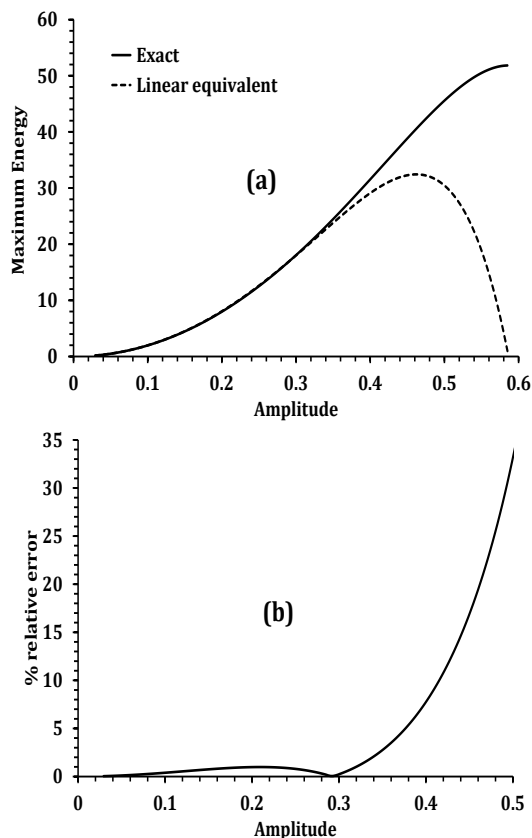 60
Exact
50
Linear equivalent
40
30
(a)
20
10
0
0 0.1 0.2 0.3 0.4 0.5 0.6
Maximum Energy
Amplitude
35
30
25
20
15
(b)
10
5
0
0 0.1 0.2 0.3 0.4 0.5
% relative error
Amplitude